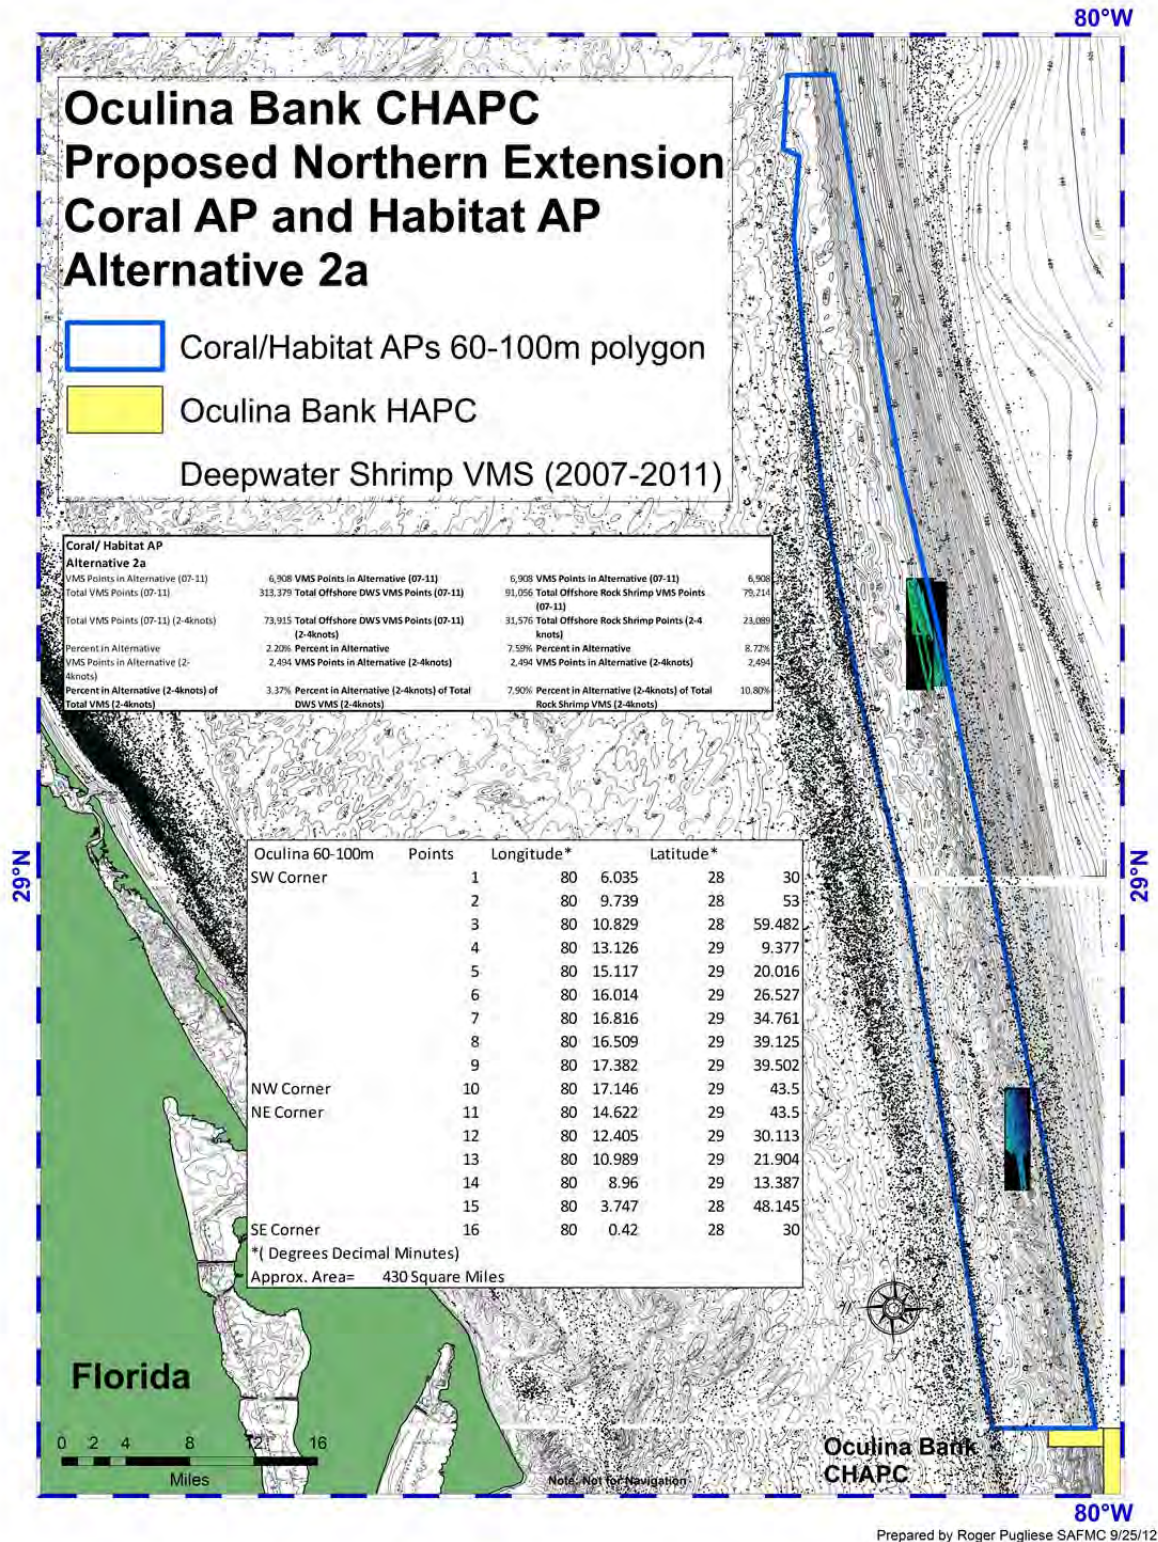 80°W
Oculina Bank CHAPC
Proposed Northern Extension
Coral AP and Habitat AP
Alternative 2a
Coral/Habitat APs 60-100m polygon
Oculina Bank HAPC
Deepwater Shrimp VMS (2007-2011)
Coral/ Habitat AP
Alternative 2a
VMS Points in Alternative (07-11) 6,908 VMS Points in Alternative (07-11) 6,908 VMS Points in Alternative (07-11) 6,908
Total VMS Points (07-11) 313,379 Total Offshore DWS VMS Points (07-11) 91,056 Total Offshore Rock Shrimp VMS Points 79,214
(07-11)
Total VMS Points (07-11) (2-4knots) 73,915 Total Offshore DWS VMS Points (07-11) 31,576 Total Offshore Rock Shrimp Points (2-4 23,089
(2-4knots) knots)
Percent in Alternative 2.20% Percent in Alternative 7.59% Percent in Alternative 8.72%
VMS Points in Alternative (2- 2,494 VMS Points in Alternative (2-4knots) 2,494 VMS Points in Alternative (2-4knots) 2,494
4knots)
Percent in Alternative (2-4knots) of 3.37% Percent in Alternative (2-4knots) of Total 7.90% Percent in Alternative (2-4knots) of Total 10.80%
Total VMS (2-4knots) DWS VMS (2-4knots) Rock Shrimp VMS (2-4knots)
29°N
29°N
Oculina 60-100m Points Longitude* Latitude*
SW Corner 1 80 6.035 28 30
2 80 9.739 28 53
3 80 10.829 28 59.482
4 80 13.126 29 9.377
5 80 15.117 29 20.016
6 80 16.014 29 26.527
7 80 16.816 29 34.761
8 80 16.509 29 39.125
9 80 17.382 29 39.502
NW Corner 10 80 17.146 29 43.5
NE Corner 11 80 14.622 29 43.5
12 80 12.405 29 30.113
13 80 10.989 29 21.904
14 80 8.96 29 13.387
15 80 3.747 28 48.145
SE Corner 16 80 0.42 28 30
*( Degrees Decimal Minutes)
Approx. Area= 430 Square Miles
Florida
0 2 4 8 12 16
Miles
Note: Not for Navigation
Oculina Bank
CHAPC
80°W
Prepared by Roger Pugliese SAFMC 9/25/12